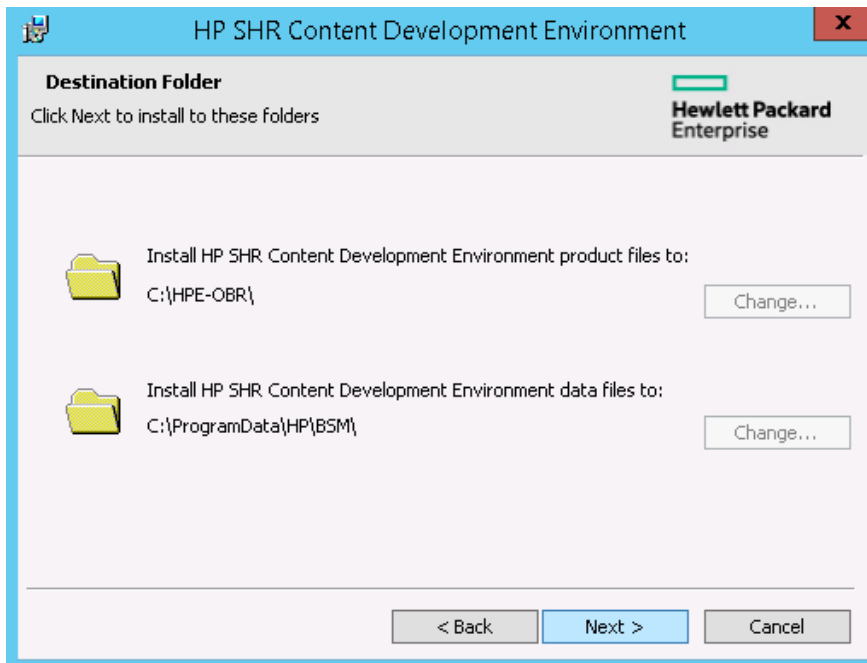 HP SHR Content Development Environment
x
Destination Folder
Click Next to install to these folders
Hewlett Packard
Enterprise
Install HP SHR Content Development Environment product files to:
C:\HPE-OBR\
Change...
Install HP SHR Content Development Environment data files to:
C:\ProgramData\HP\BSM\
Change...
< Back
Next >
Cancel